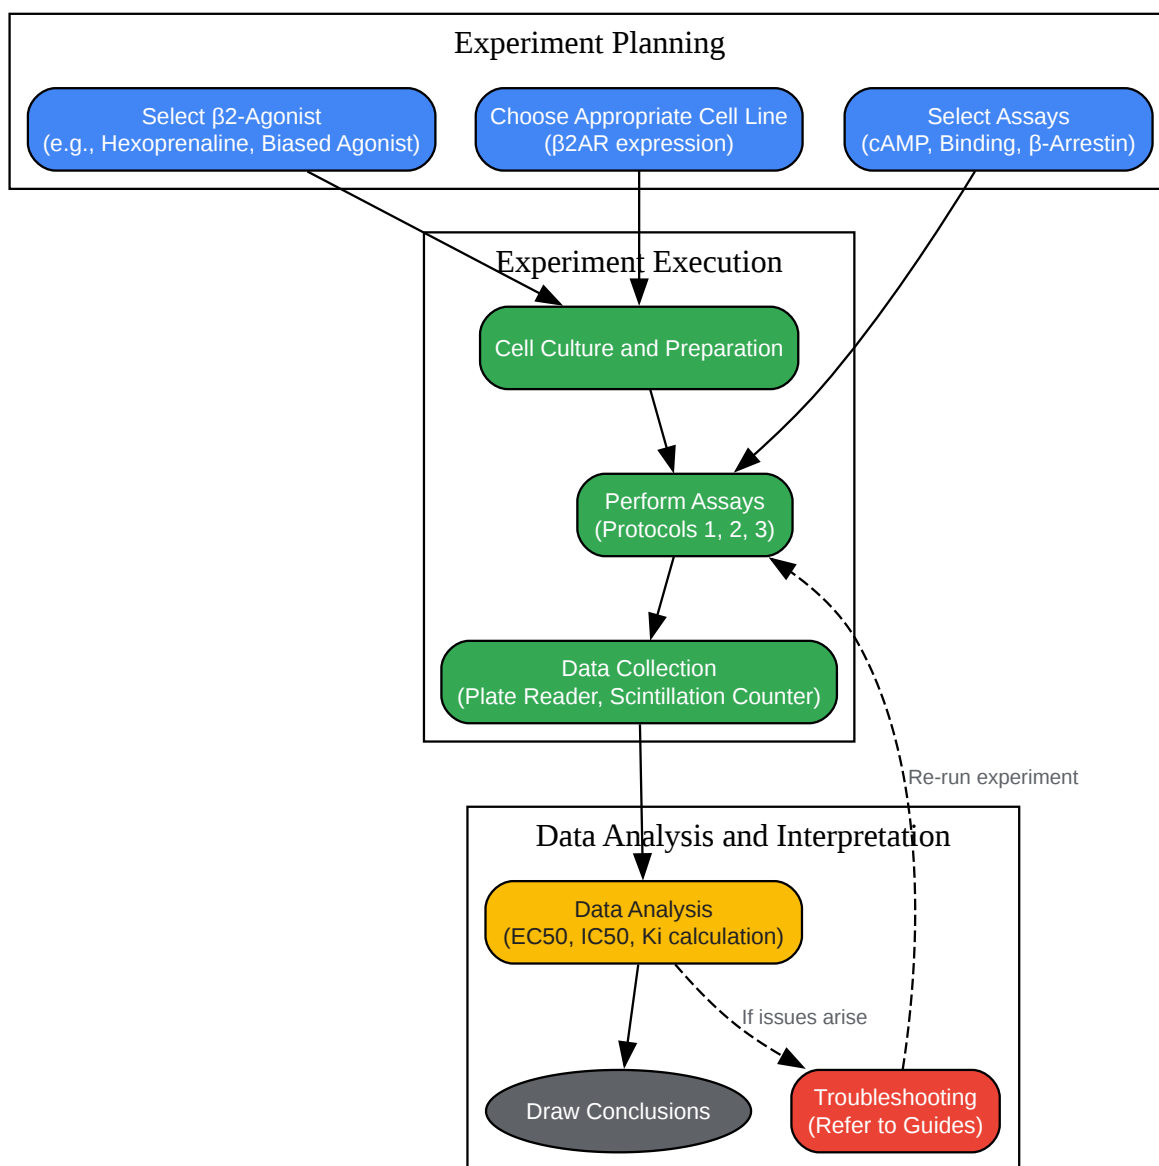 Experiment Planning
Select β2-Agonist
(e.g., Hexoprenaline, Biased Agonist)
Choose Appropriate Cell Line
(β2AR expression)
Select Assays
(cAMP, Binding, β-Arrestin)
Experiment Execution
Cell Culture and Preparation
Perform Assays
(Protocols 1, 2, 3)
Data Collection
(Plate Reader, Scintillation Counter)
Re-run experiment
Data Analysis and Interpretation
Data Analysis
(EC50, IC50, Ki calculation)
If issues arise
Draw Conclusions
Troubleshooting
(Refer to Guides)